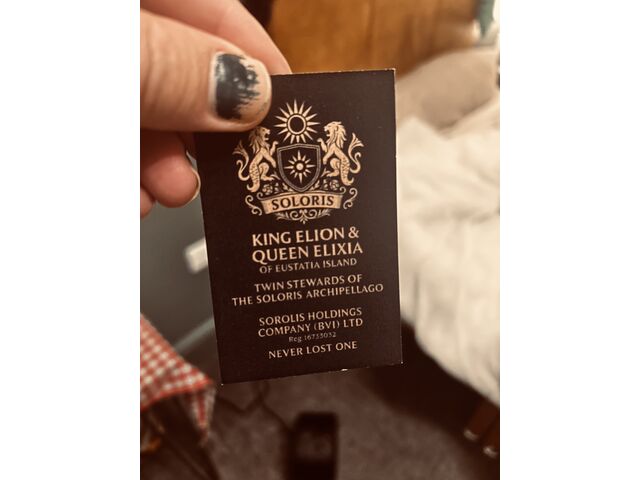 SOLORIS
KING ELION &
QUEEN ELIXIA
OF EUSTATIA ISLAND
TWIN STEWARDS OF
THE SOLORIS ARCHIPELLAGO
SOROLIS HOLDINGS
COMPANY (BVI) LTD
Reg 16733032
NEVER LOST ONE